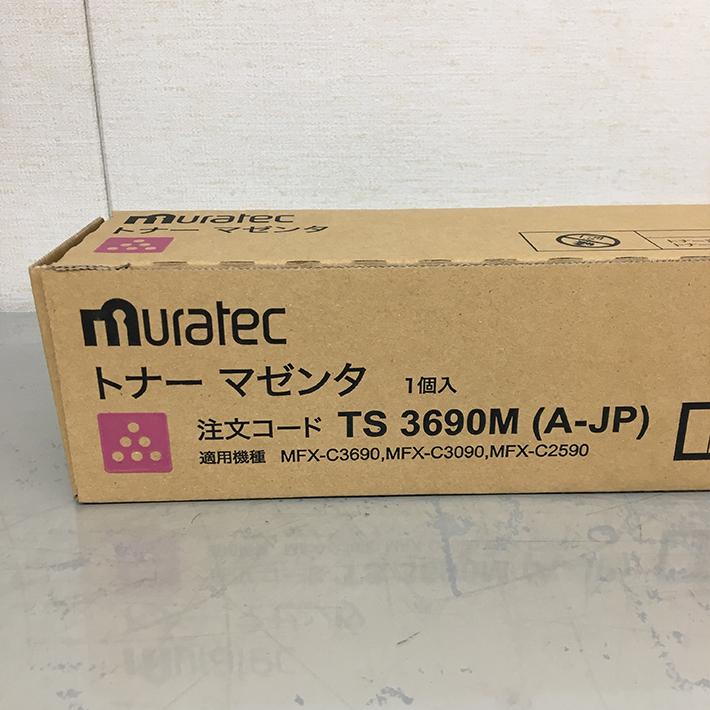 muratec
トナー マゼンタ
muratec
トナー マゼンタ 1個入
注文コード TS 3690M (A-JP)
適用機種 MFX-C3690,MFX-C3090,MFX-C2590